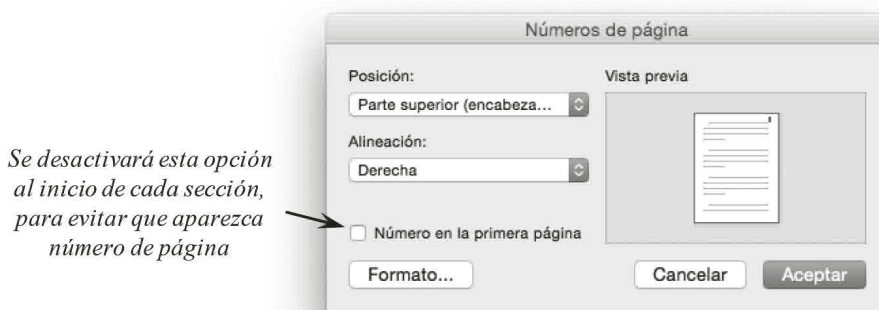 Números de página
Posición:
Vista previa
Parte superior (encabeza...
Alineación:
Derecha
Se desactivará esta opción
al inicio de cada sección,
para evitar que aparezca
número de página
Número en la primera página
Formato...
Cancelar
Aceptar